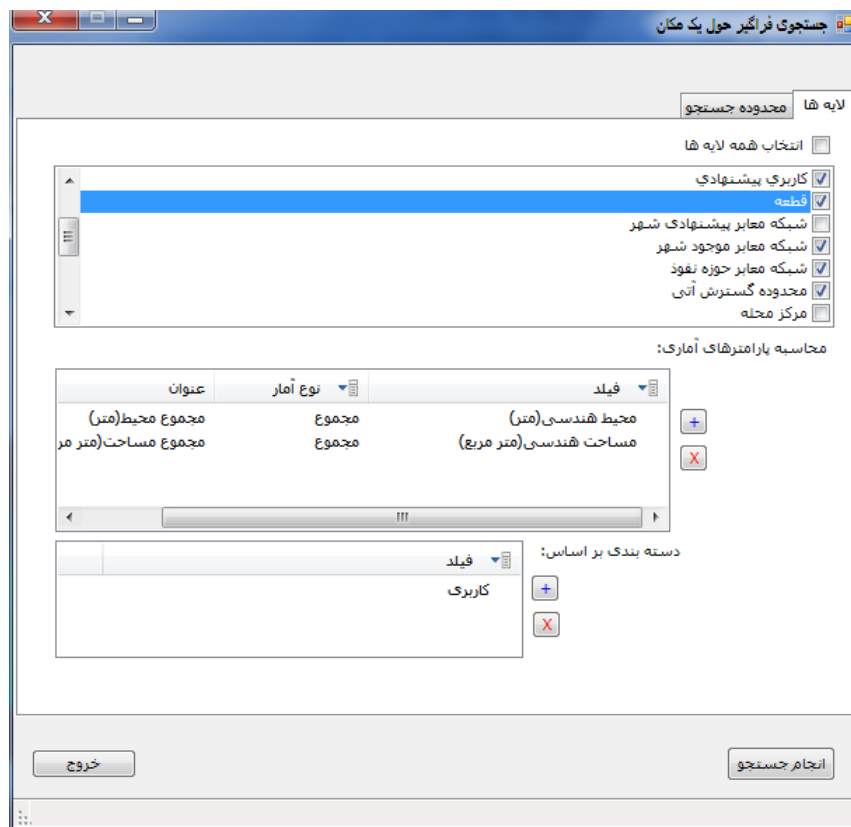 جستجوی فراگیر حول یک مکان
لایه ها
محدوده جستجو
انتخاب همه لایه ها
کاربري پیشنهادي
قطعه
شبکه معابر پیشنهادی شهر
شبکه معابر موجود شهر
شبکه معابر حوزه نفوذ
محدوده گسترش آتی
مرکز محله
محاسبه پارامترهای آماری:
فیلد نوع آمار عنوان
محیط هندسی(متر) مجموع مجموع محیط(متر)
مساحت هندسی(متر مربع) مجموع مجموع مساحت(متر مر
+
X
دسته بندی بر اساس:
فیلد
کاربری
+
X
انجام جستجو
خروج